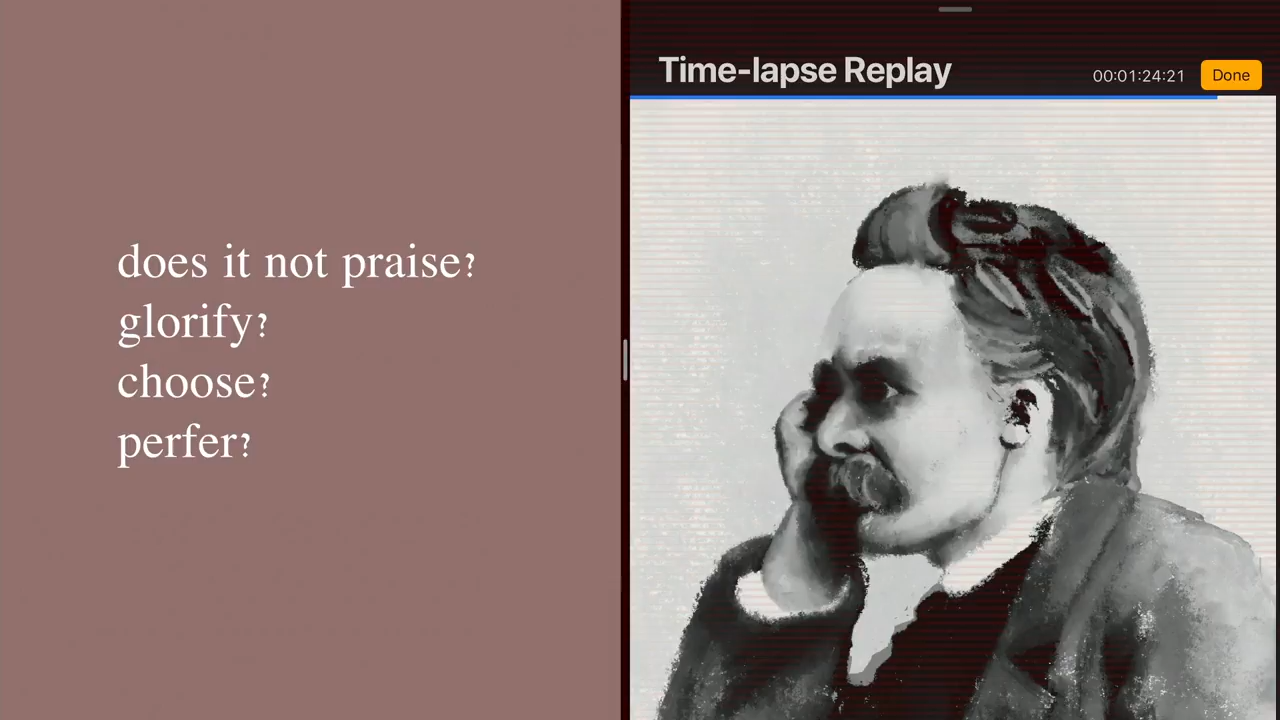 does it not praise?
glorify?
choose?
perfer?
Time-lapse Replay
00:01:24:21
Done